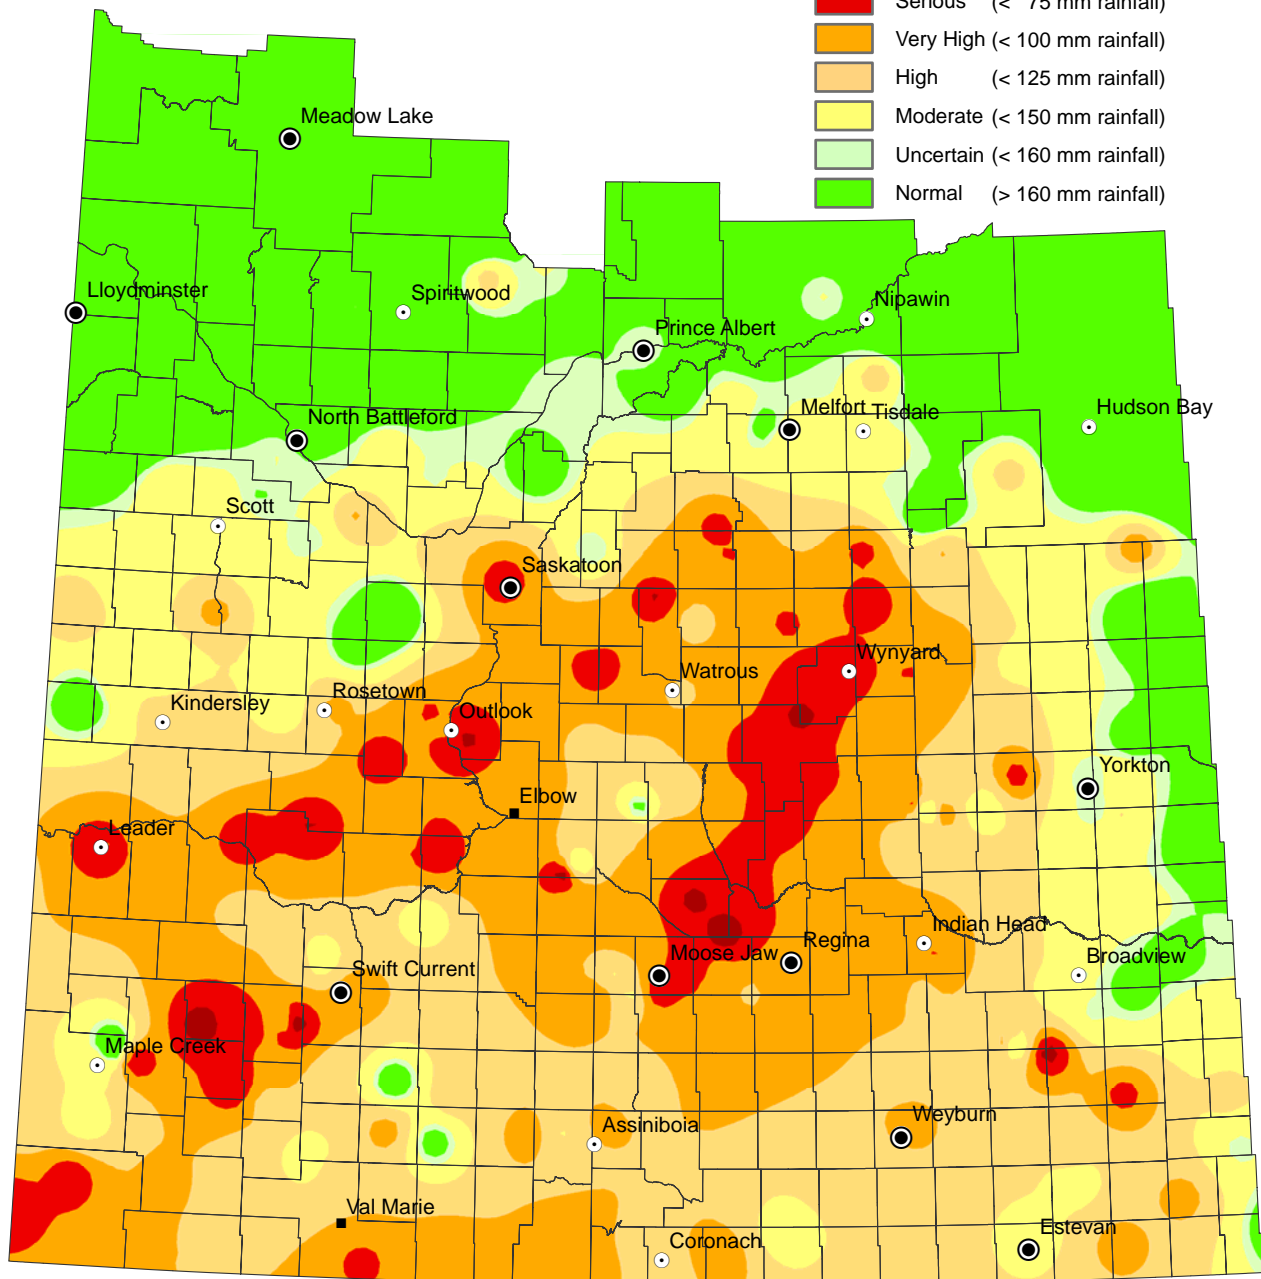 Serious (< 75 mm rainfall)
Very High (< 100 mm rainfall)
High (< 125 mm rainfall)
Moderate (< 150 mm rainfall)
Uncertain (< 160 mm rainfall)
Normal (> 160 mm rainfall)
Meadow Lake
Lloydminster
Spiritwood
Nipawin
Prince Albert
North Battleford
Melfort
Tisdale
Hudson Bay
Scott
Saskatoon
Wynyard
Watrous
Kindersley
Rosetown
Outlook
Yorkton
Elbow
Leader
Indian Head
Regina
Moose Jaw
Broadview
Swift Current
Maple Creek
Weyburn
Assiniboia
Val Marie
Estevan
Coronach